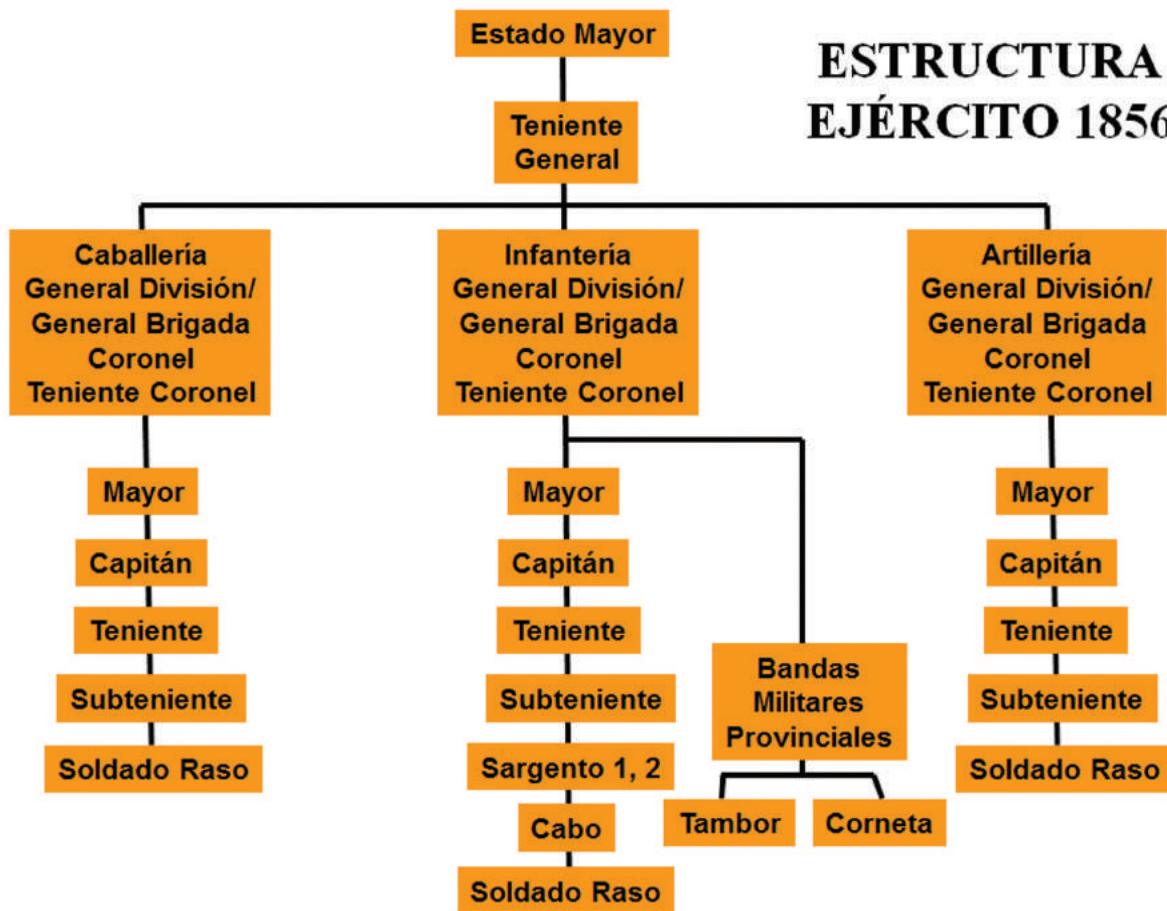 Estado Mayor
ESTRUCTURA
EJÉRCITO 1856
Teniente
General
Caballería
General División/
General Brigada
Coronel
Teniente Coronel
Mayor
Capitán
Teniente
Subteniente
Soldado Raso
Infantería
General División/
General Brigada
Coronel
Teniente Coronel
Mayor
Capitán
Teniente
Subteniente
Sargento 1, 2
Cabo
Soldado Raso
Bandas
Militares
Provinciales
Tambor
Corneta
Artillería
General División/
General Brigada
Coronel
Teniente Coronel
Mayor
Capitán
Teniente
Subteniente
Soldado Raso